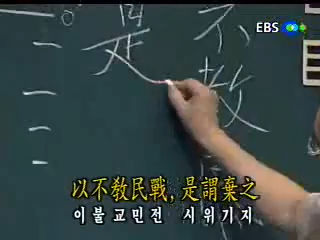 EBS
不
教
是
以不敎民戰, 是謂棄之
이불교민전 시위기지